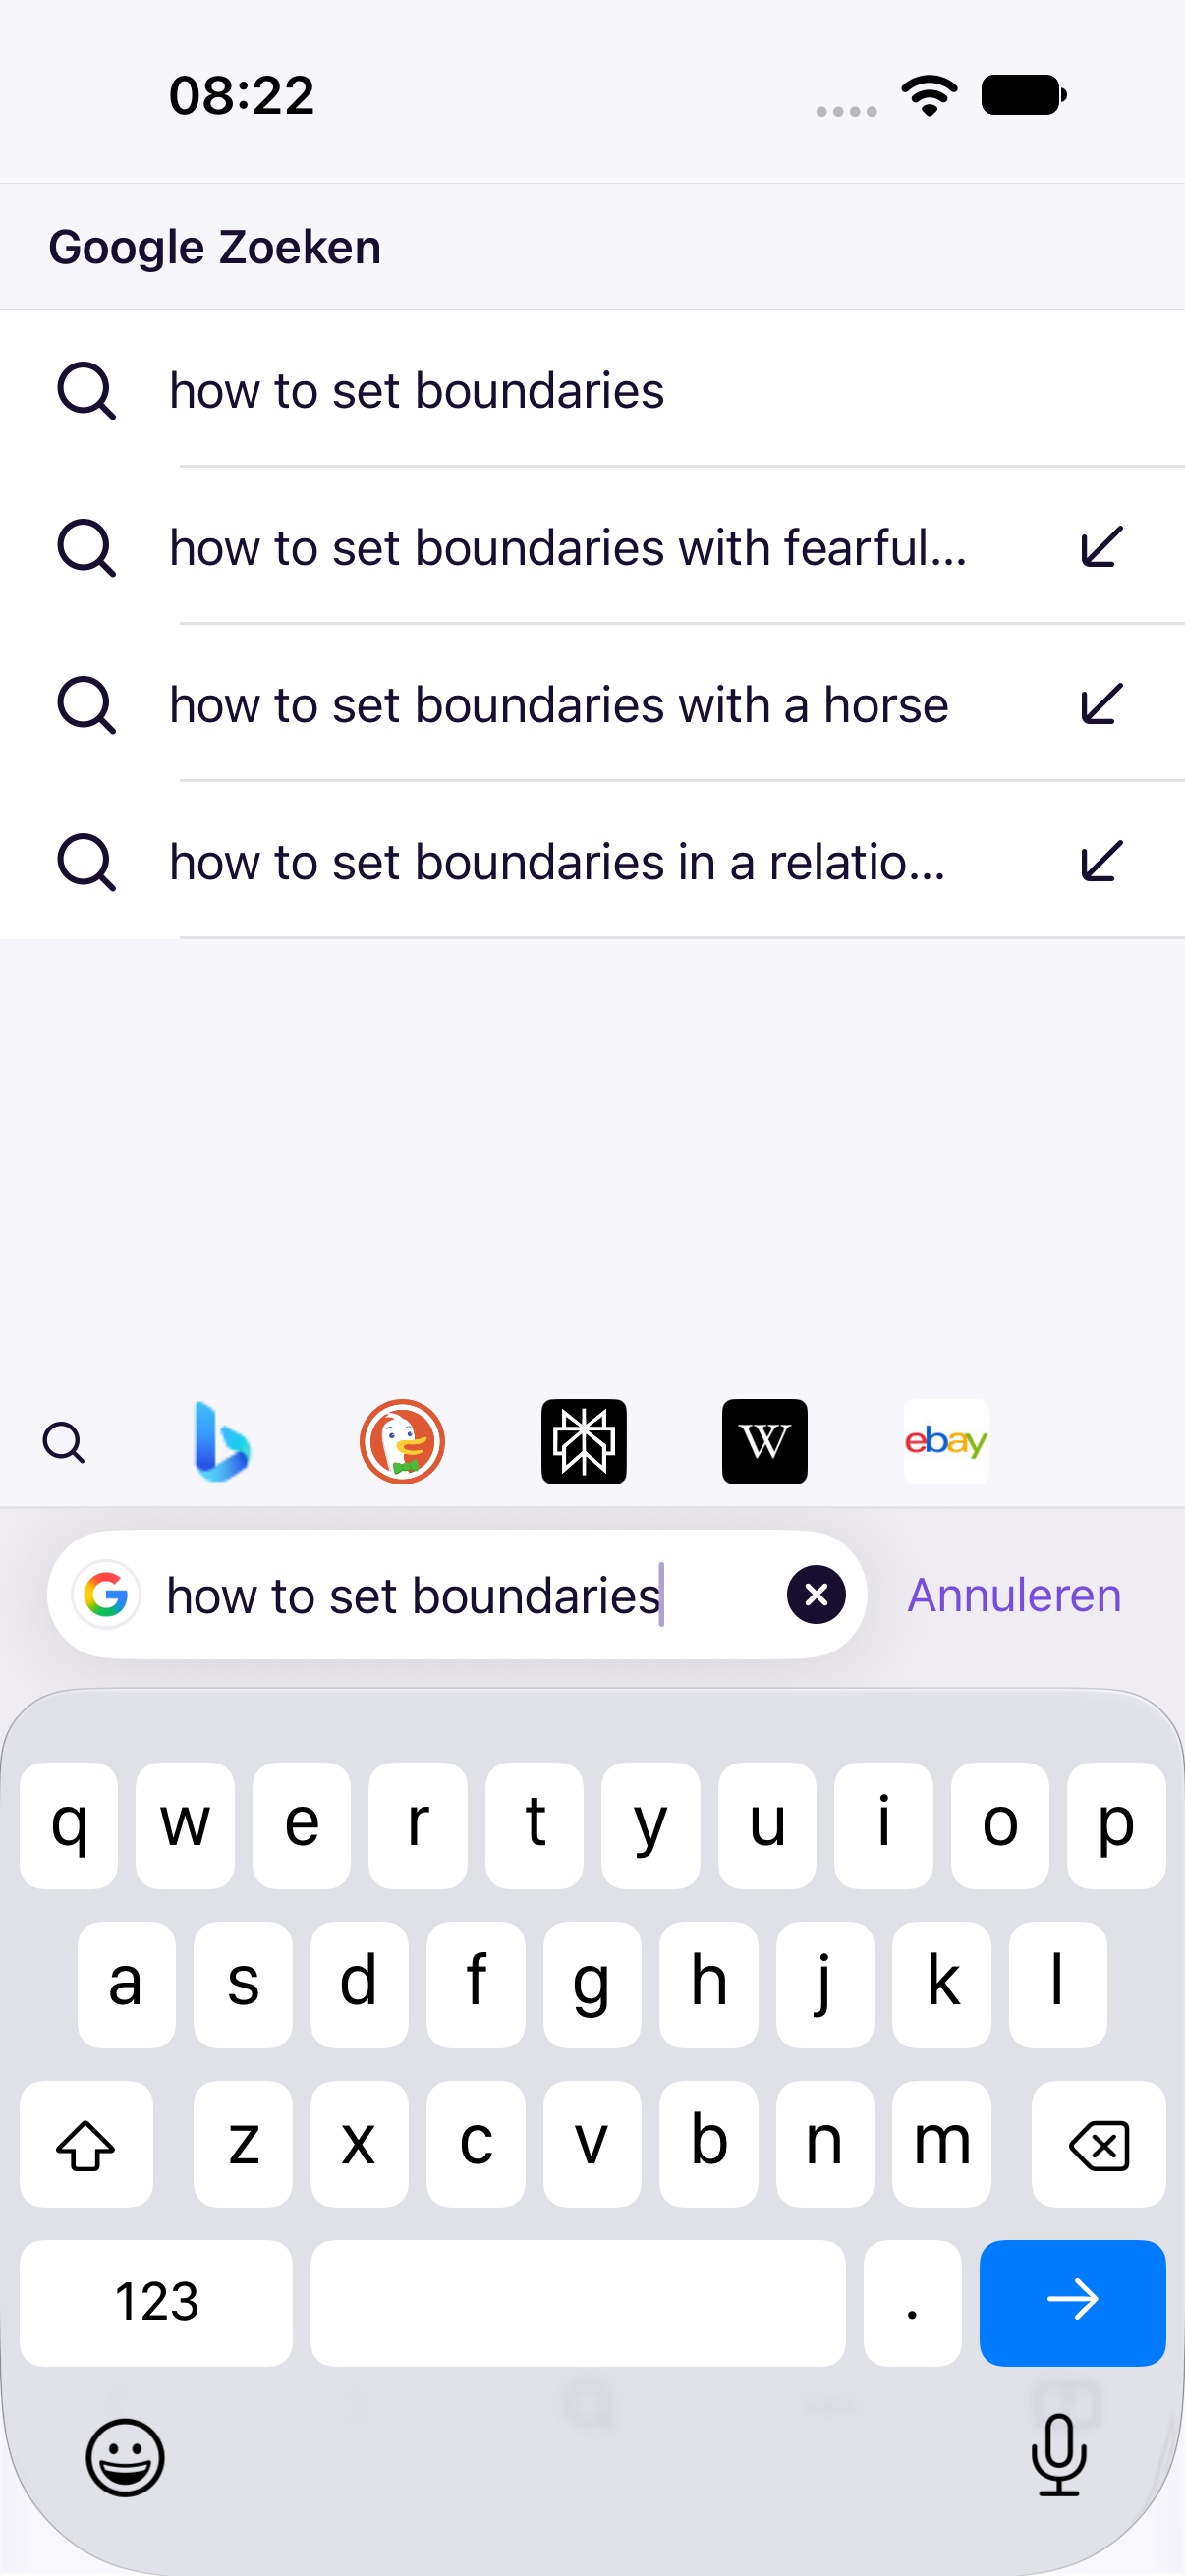 08:22
Google Zoeken
how to set boundaries
how to set boundaries with fearful...
how to set boundaries with a horse
how to set boundaries in a relatio...
W
ebay
G how to set boundaries Annuleren
q w e r t y u i o p
a s d f g h j k l
z x c v b n m
123 .